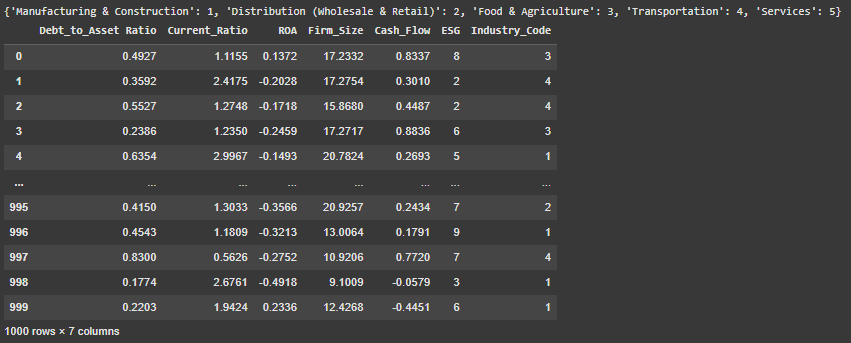 {'Manufacturing & Construction': 1, 'Distribution (Wholesale & Retail)': 2, 'Food & Agriculture': 3, 'Transportation': 4, 'Services': 5}
Debt_to_Asset Ratio Current_Ratio ROA Firm_Size Cash_Flow ESG Industry_Code
0 0.4927 1.1155 0.1372 17.2332 0.8337 8 3
1 0.3592 2.4175 -0.2028 17.2754 0.3010 2 4
2 0.5527 1.2748 -0.1718 15.8680 0.4487 2 4
3 0.2386 1.2350 -0.2459 17.2717 0.8836 6 3
4 0.6354 2.9967 -0.1493 20.7824 0.2693 5 1
... ... ... ... ... ... ... ...
995 0.4150 1.3033 -0.3566 20.9257 0.2434 7 2
996 0.4543 1.1809 -0.3213 13.0064 0.1791 9 1
997 0.8300 0.5626 -0.2752 10.9206 0.7720 7 4
998 0.1774 2.6761 -0.4918 9.1009 -0.0579 3 1
999 0.2203 1.9424 0.2336 12.4268 -0.4451 6 1
1000 rows × 7 columns